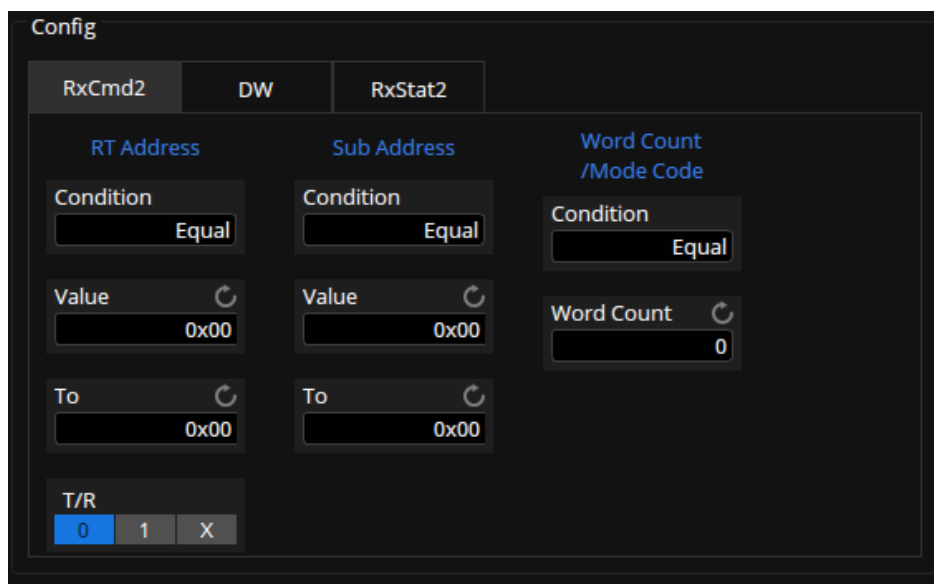 Config
RxCmd2 DW RxStat2
RT Address Sub Address Word Count
/Mode Code
Condition Condition Condition
Equal Equal Equal
Value Value Word Count
0x00 0x00 0
To To
0x00 0x00
T/R
0 1 X